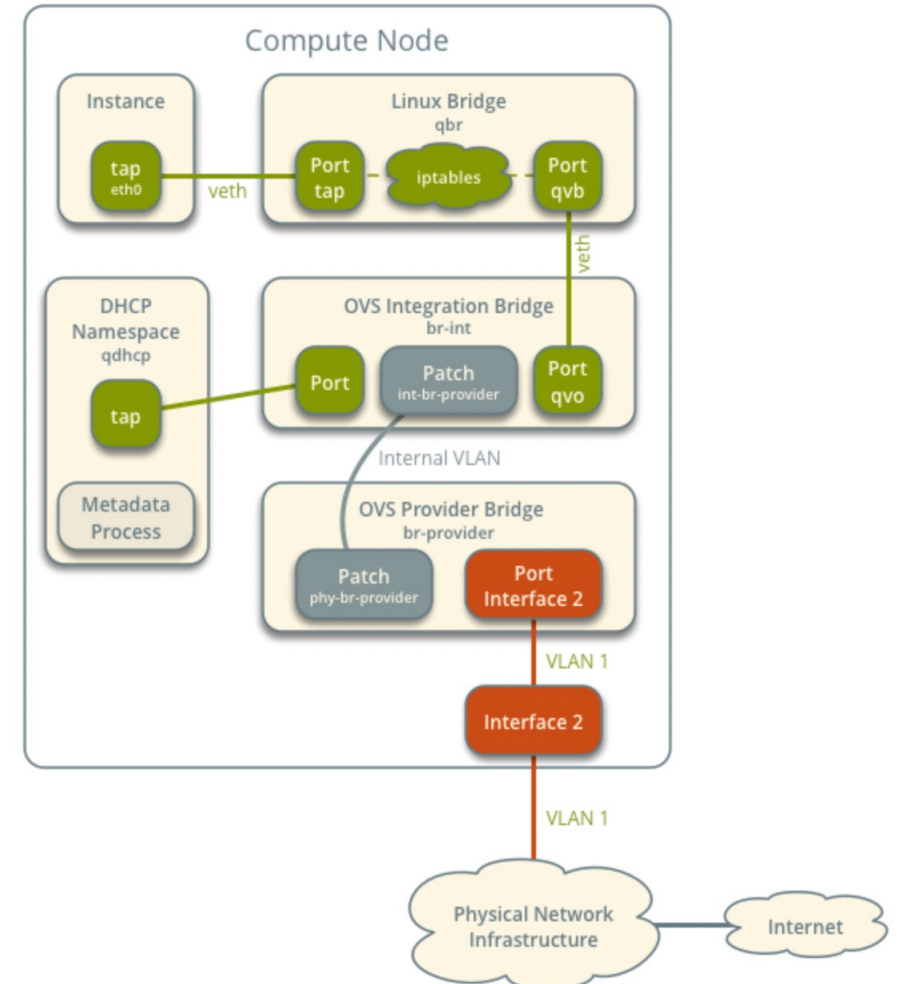 Compute Node
Instance
tap
eth0
veth
Linux Bridge
qbr
Port
tap
iptables
Port
qvb
veth
DHCP
Namespace
qdhcp
tap
Metadata
Process
OVS Integration Bridge
br-int
Port
Patch
int-br-provider
Port
qvo
Internal VLAN
OVS Provider Bridge
br-provider
Patch
phy-br-provider
Port
Interface 2
VLAN 1
Interface 2
VLAN 1
Physical Network
Infrastructure
Internet